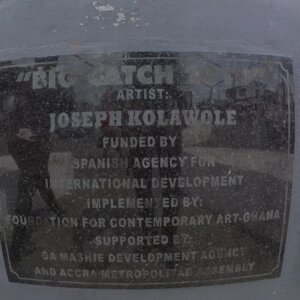 "BIG CATCH
ARTIST:
JOSEPH KOLAWOLE
FUNDED BY
SPANISH AGENCY FOR
INTERNATIONAL DEVELOPMENT
IMPLEMENTED BY:
FOUNDATION FOR CONTEMPORARY ART-GHANA
SUPPORTED BY:
GA MASHIE DEVELOPMENT AGENCY
AND ACCRA METROPOLITAE ASSEMBLY